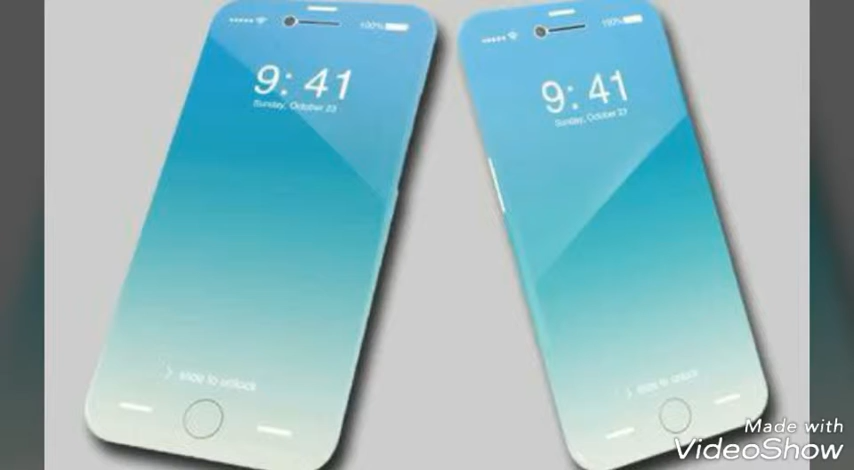 100%
9: 41
Sunday, October 23
slide to unlock
100%
9: 41
Sunday, October 23
slide to unlock
Made with
VideoShow